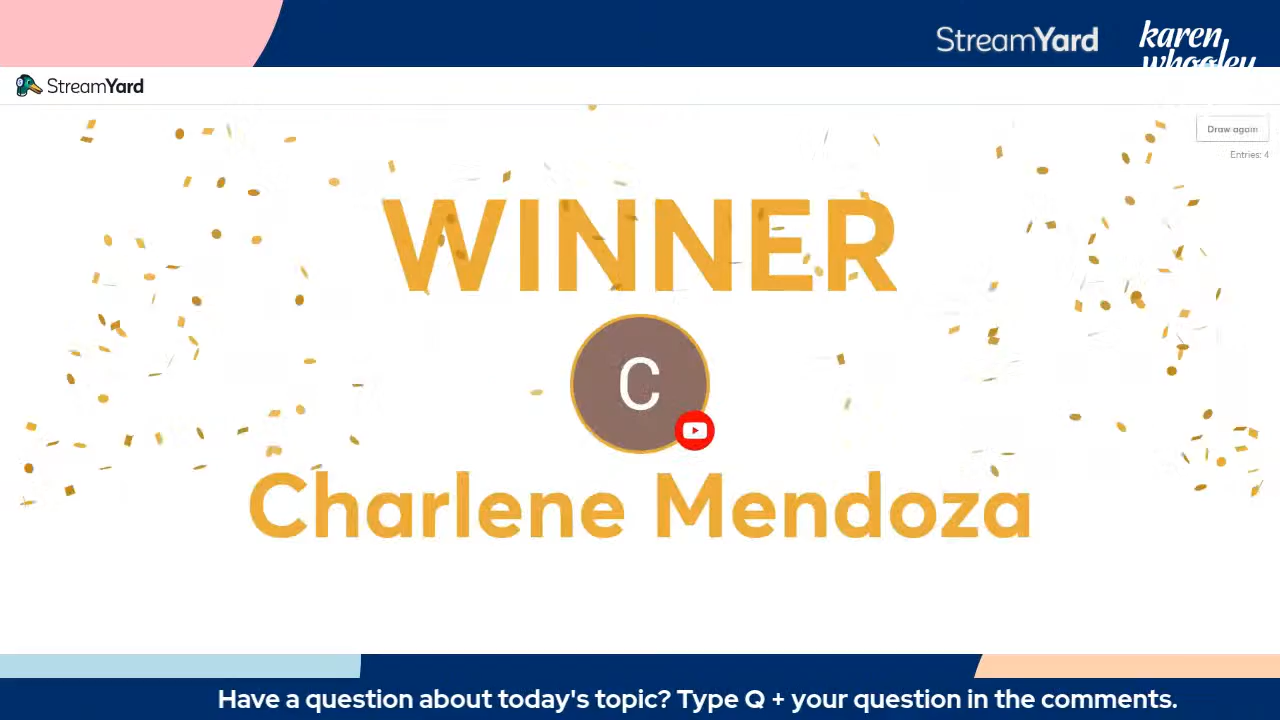 StreamYard
karen
whooley
StreamYard
Draw again
Entries: 4
WINNER
C
Charlene Mendoza
Have a question about today's topic? Type Q + your question in the comments.